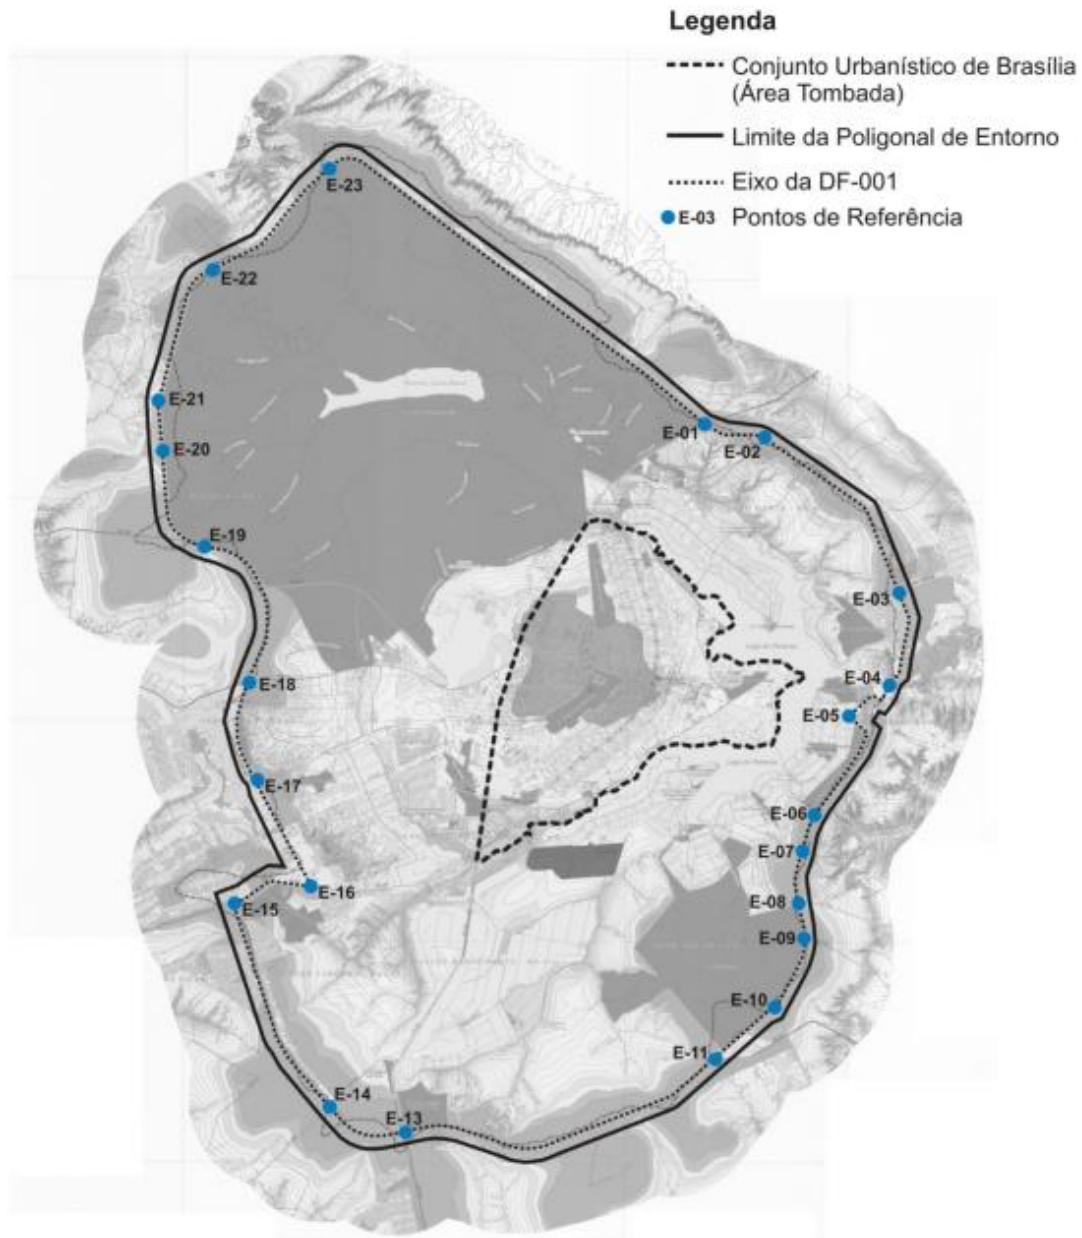 Legenda
Conjunto Urbanístico de Brasília
(Área Tombada)
Limite da Poligonal de Entorno
Eixo da DF-001
E-03 Pontos de Referência
E-23
E-22
E-21
E-01
E-02
E-20
E-19
E-03
E-04
E-18
E-05
E-17
E-06
E-07
E-16
E-15
E-08
E-09
E-10
E-11
E-14
E-13